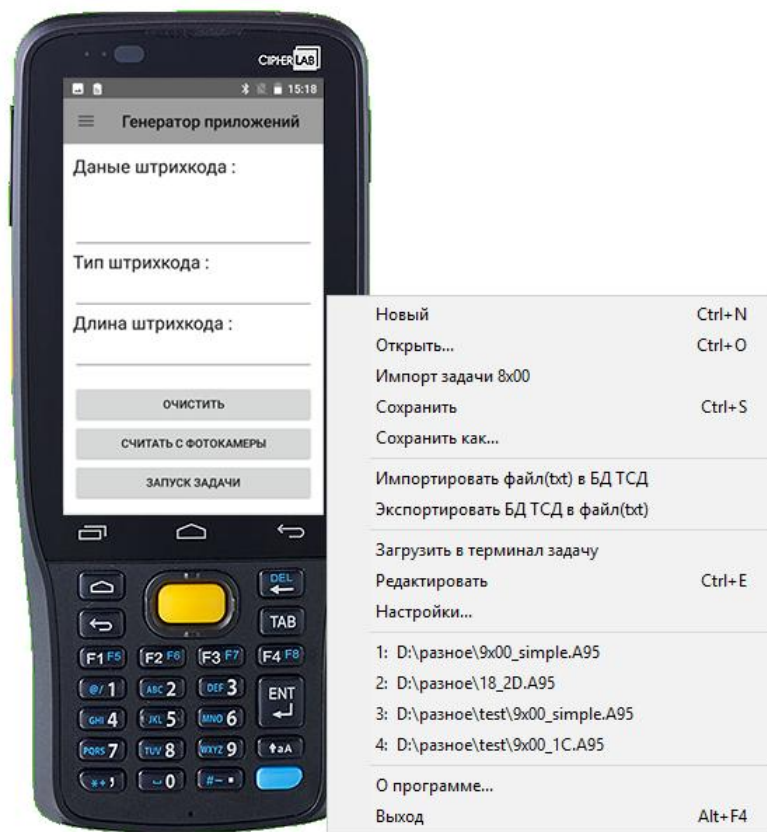 CIPHERLAB
15:18
Генератор приложений
Даные штрихкода :
Тип штрихкода :
Длина штрихкода :
ОЧИСТИТЬ
СЧИТАТЬ С ФОТОКАМЕРЫ
ЗАПУСК ЗАДАЧИ
DEL
TAB
F1 F5 F2 F6 F3 F7 F4 F8
@/ 1 ABC 2 DEF 3 ENT
GHI 4 JKL 5 MNO 6
PQRS 7 TUV 8 WXYZ 9 aA
*+ , 0 #- .
Новый Ctrl+N
Открыть... Ctrl+O
Импорт задачи 8x00
Сохранить Ctrl+S
Сохранить как...
Импортировать файл(txt) в БД ТСД
Экспортировать БД ТСД в файл(txt)
Загрузить в терминал задачу
Редактировать Ctrl+E
Настройки...
1: D:\разное\9x00_simple.A95
2: D:\разное\18_2D.A95
3: D:\разное\test\9x00_simple.A95
4: D:\разное\test\9x00_1C.A95
О программе...
Выход Alt+F4